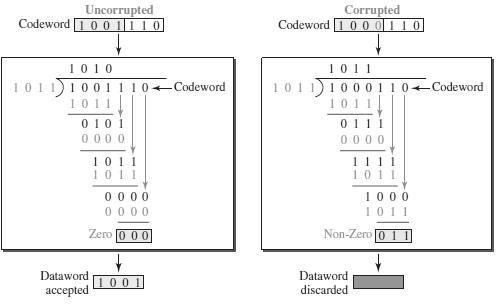 Uncorrupted
Codeword 1 0 0 1 1 1 0
1 0 1 0
1 0 1 1 ) 1 0 0 1 1 1 0 Codeword
1 0 1 1
0 1 0 1
0 0 0 0
1 0 1 1
1 0 1 1
0 0 0 0
0 0 0 0
Zero 0 0 0
Dataword
accepted 1 0 0 1
Corrupted
Codeword 1 0 0 0 1 1 0
1 0 1 1
1 0 1 1 ) 1 0 0 0 1 1 0 Codeword
1 0 1 1
0 1 1 1
0 0 0 0
1 1 1 1
1 0 1 1
1 0 0 0
1 0 1 1
Non-Zero 0 1 1
Dataword
discarded